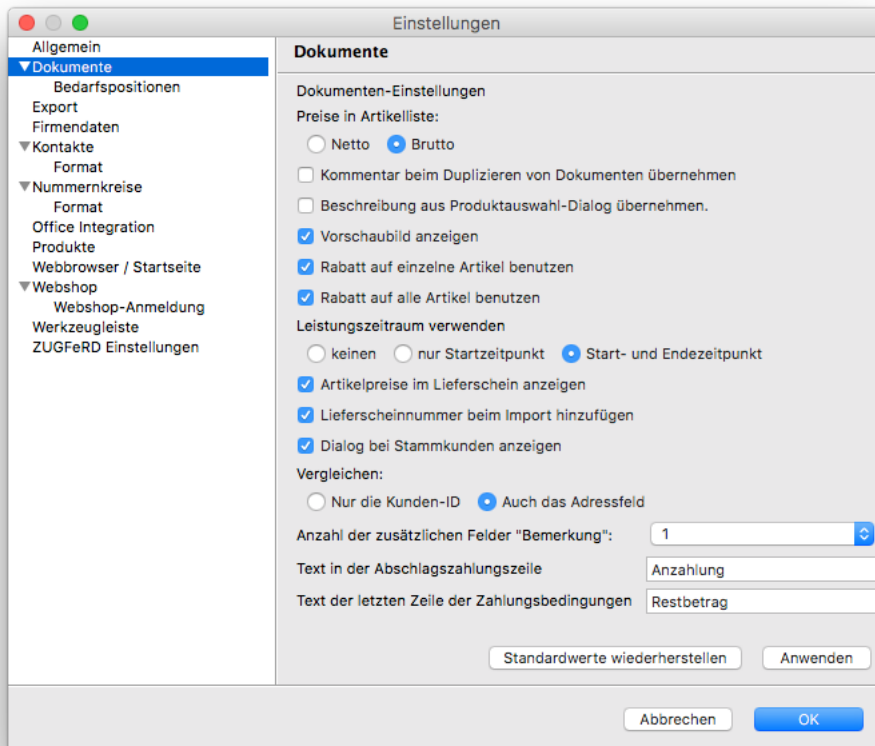 Einstellungen
Allgemein
Dokumente
Bedarfspositionen
Export
Firmendaten
Kontakte
Format
Nummernkreise
Format
Office Integration
Produkte
Webbrowser / Startseite
Webshop
Webshop-Anmeldung
Werkzeugleiste
ZUGFeRD Einstellungen
Dokumente
Dokumenten-Einstellungen
Preise in Artikelliste:
Netto Brutto
Kommentar beim Duplizieren von Dokumenten übernehmen
Beschreibung aus Produktauswahl-Dialog übernehmen.
Vorschaubild anzeigen
Rabatt auf einzelne Artikel benutzen
Rabatt auf alle Artikel benutzen
Leistungszeitraum verwenden
keinen nur Startzeitpunkt Start- und Endezeitpunkt
Artikelpreise im Lieferschein anzeigen
Lieferscheinnummer beim Import hinzufügen
Dialog bei Stammkunden anzeigen
Vergleichen:
Nur die Kunden-ID Auch das Adressfeld
Anzahl der zusätzlichen Felder "Bemerkung": 1
Text in der Abschlagszahlungszeile Anzahlung
Text der letzten Zeile der Zahlungsbedingungen Restbetrag
Standardwerte wiederherstellen Anwenden
Abbrechen OK